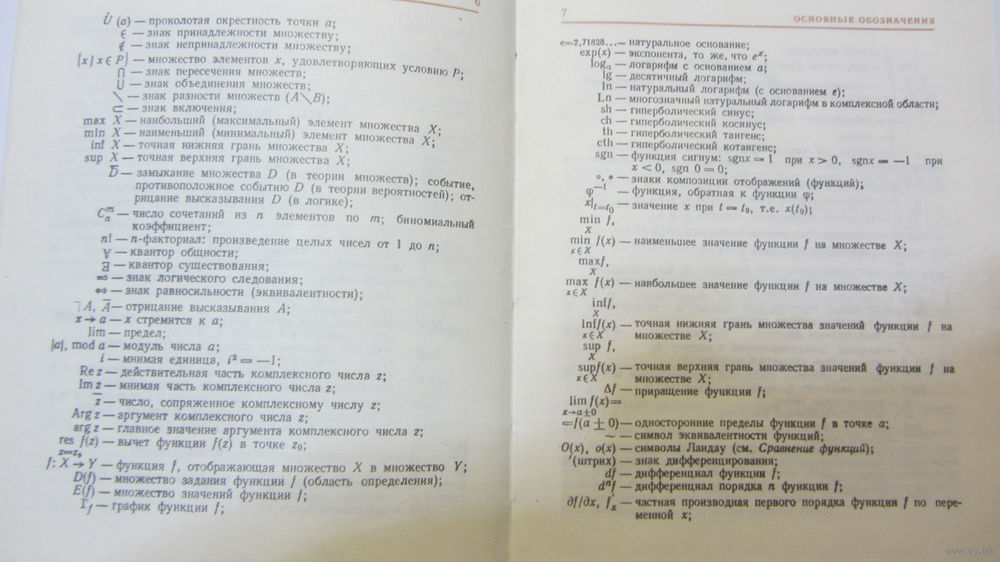 6
U̇ (a) — проколотая окрестность точки a;
∈ — знак принадлежности множеству;
∉ — знак непринадлежности множеству;
{x | x ∈ P} — множество элементов x, удовлетворяющих условию P;
∩ — знак пересечения множеств;
∪ — знак объединения множеств;
\ — знак разности множеств (A\B);
⊂ — знак включения;
max X — наибольший (максимальный) элемент множества X;
min X — наименьший (минимальный) элемент множества X;
inf X — точная нижняя грань множества X;
sup X — точная верхняя грань множества X;
D̅ — замыкание множества D (в теории множеств); событие,
противоположное событию D (в теории вероятностей); от-
рицание высказывания D (в логике);
Cₙᵐ — число сочетаний из n элементов по m; биномиальный
коэффициент;
n! — n-факториал: произведение целых чисел от 1 до n;
∀ — квантор общности;
∃ — квантор существования;
⇒ — знак логического следования;
⇔ — знак равносильности (эквивалентности);
⏋A, A̅ — отрицание высказывания A;
x → a — x стремится к a;
lim — предел;
|a|, mod a — модуль числа a;
i — мнимая единица, i² = —1;
Re z — действительная часть комплексного числа z;
Im z — мнимая часть комплексного числа z;
z̅ — число, сопряженное комплексному числу z;
Arg z — аргумент комплексного числа z;
arg z — главное значение аргумента комплексного числа z;
res f(z) — вычет функции f(z) в точке z₀;
z=z₀
f: X → Y — функция f, отображающая множество X в множество Y;
D(f) — множество задания функции f (область определения);
E(f) — множество значений функции f;
Γf — график функции f;
7 ОСНОВНЫЕ ОБОЗНАЧЕНИЯ
e=2,71828... — натуральное основание;
exp(x) — экспонента, то же, что eˣ;
logₐ — логарифм с основанием a;
lg — десятичный логарифм;
ln — натуральный логарифм (с основанием e);
Ln — многозначный натуральный логарифм в комплексной области;
sh — гиперболический синус;
ch — гиперболический косинус;
th — гиперболический тангенс;
cth — гиперболический котангенс;
sgn — функция сигнум: sgnx = 1 при x > 0, sgnx = —1 при
x < 0, sgn 0 = 0;
∘, * — знаки композиции отображений (функций);
φ⁻¹ — функция, обратная к функции φ;
x|t=t₀ — значение x при t = t₀, т.е. x(t₀);
min f,
X
min f(x) — наименьшее значение функции f на множестве X;
x∈X
max f,
X
max f(x) — наибольшее значение функции f на множестве X;
x∈X
inf f,
X
inf f(x) — точная нижняя грань множества значений функции f на
x∈X множестве X;
sup f,
X
sup f(x) — точная верхняя грань множества значений функции f на
x∈X множестве X;
Δf — приращение функции f;
lim f(x)=
x→a±0
=f(a ± 0) — односторонние пределы функции f в точке a;
~ — символ эквивалентности функций;
O(x), o(x) — символы Ландау (см. Сравнение функций);
′(штрих) — знак дифференцирования;
df — дифференциал функции f;
dⁿf — дифференциал порядка n функции f;
∂f/∂x, f′ₓ — частная производная первого порядка функции f по пере-
менной x;
www.ay.by